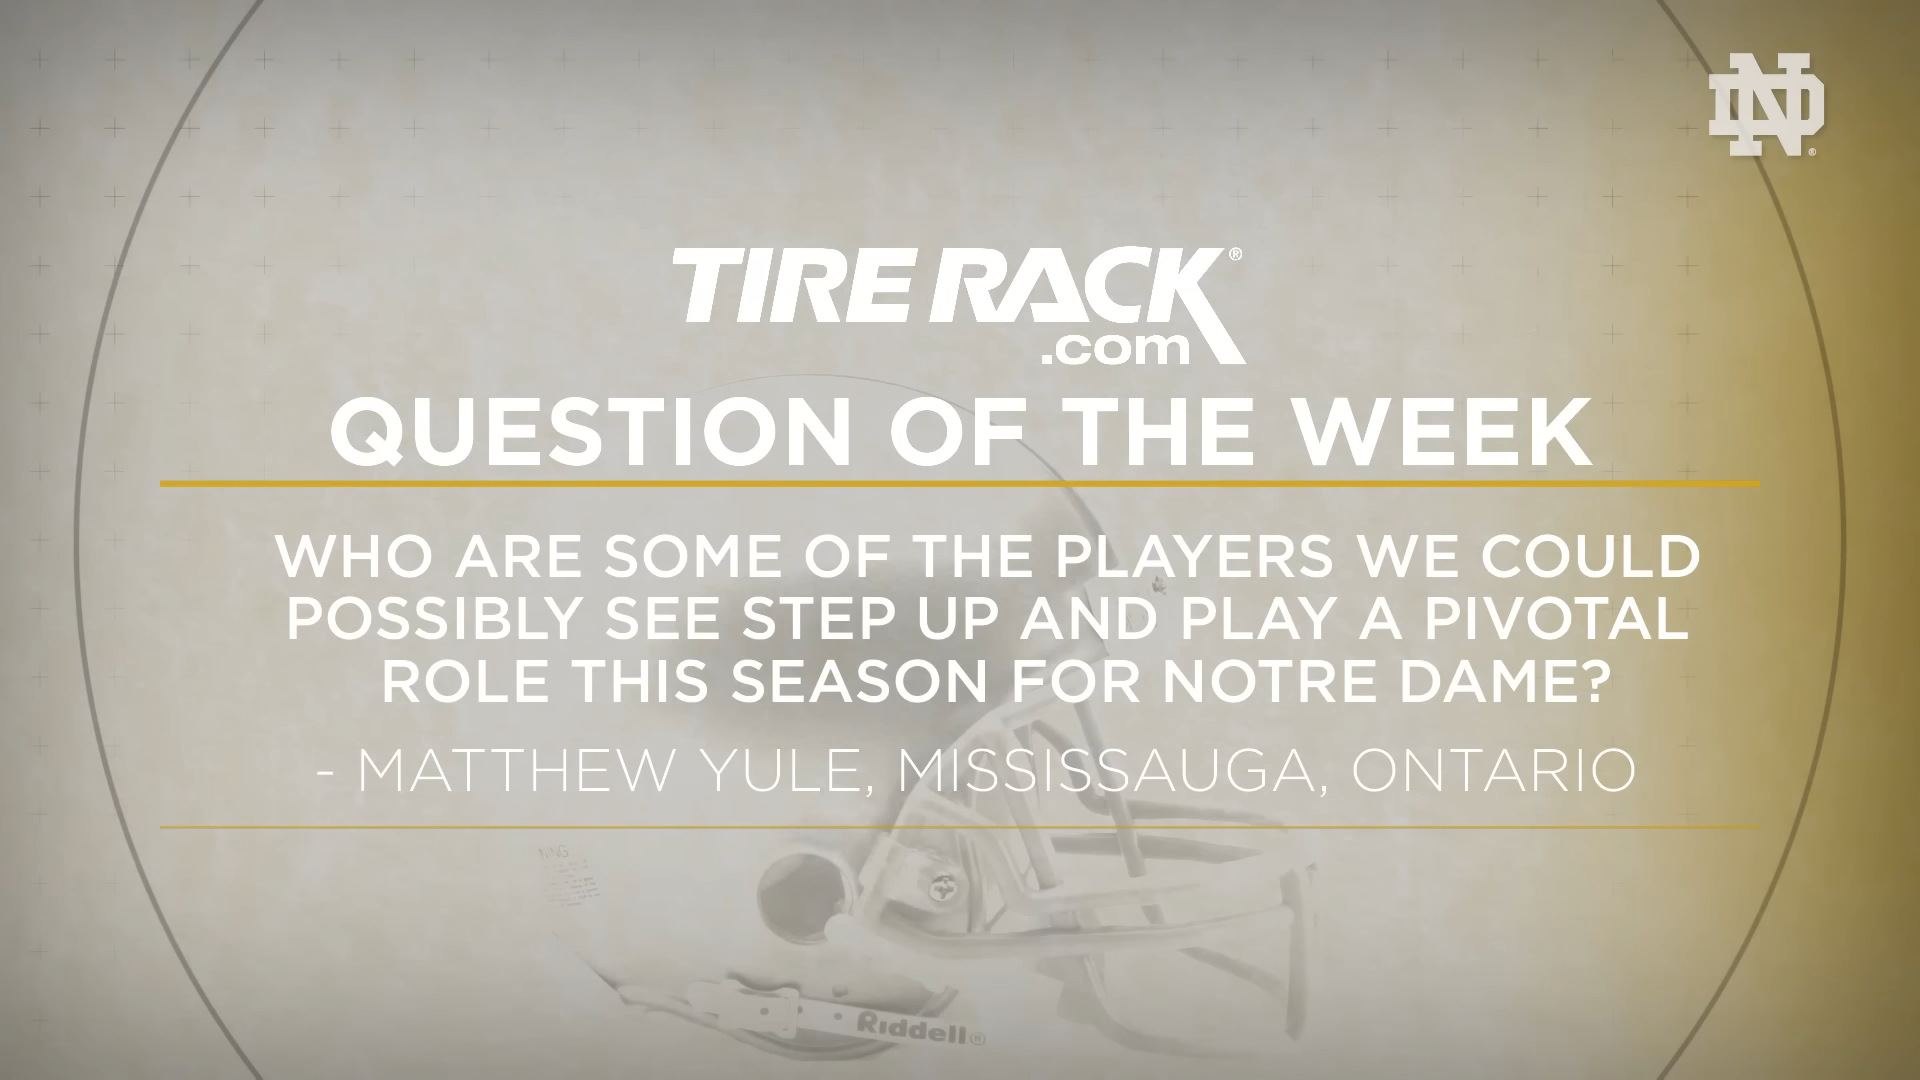 ND®
TIRE RACK®
.com
QUESTION OF THE WEEK
WHO ARE SOME OF THE PLAYERS WE COULD
POSSIBLY SEE STEP UP AND PLAY A PIVOTAL
ROLE THIS SEASON FOR NOTRE DAME?
- MATTHEW YULE, MISSISSAUGA, ONTARIO
Riddell®